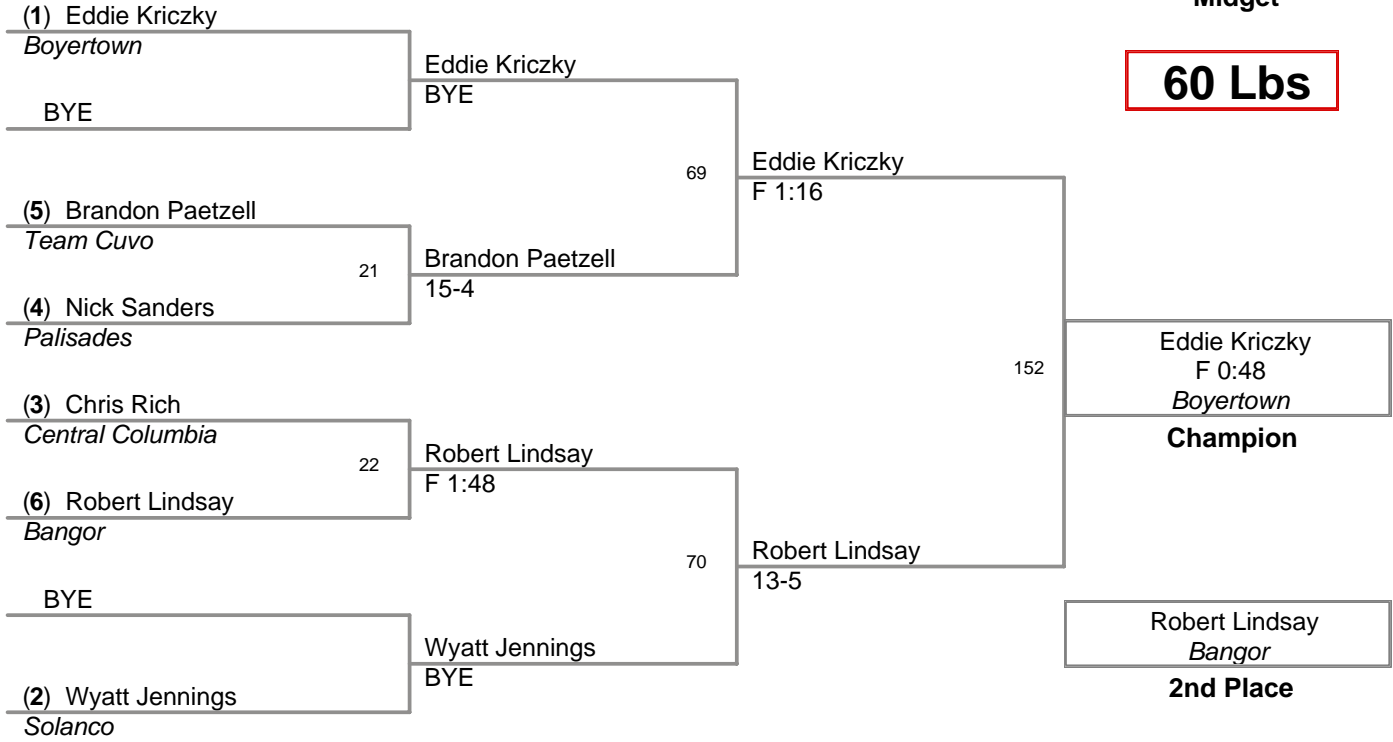 Midget
60 Lbs
(1) Eddie Kriczky
Boyertown
BYE
(5) Brandon Paetzell
Team Cuvo
21
(4) Nick Sanders
Palisades
(3) Chris Rich
Central Columbia
22
(6) Robert Lindsay
Bangor
BYE
(2) Wyatt Jennings
Solanco
Eddie Kriczky
BYE
69
Brandon Paetzell
15-4
Robert Lindsay
F 1:48
70
Wyatt Jennings
BYE
Eddie Kriczky
F 1:16
152
Robert Lindsay
13-5
Eddie Kriczky
F 0:48
Boyertown
Champion
Robert Lindsay
Bangor
2nd Place